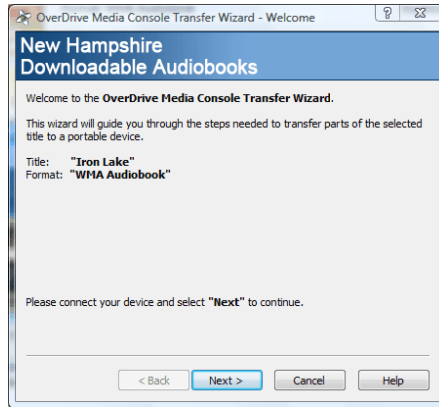 OverDrive Media Console Transfer Wizard - Welcome
New Hampshire
Downloadable Audiobooks
Welcome to the OverDrive Media Console Transfer Wizard.
This wizard will guide you through the steps needed to transfer parts of the selected
title to a portable device.
Title: "Iron Lake"
Format: "WMA Audiobook"
Please connect your device and select "Next" to continue.
< Back Next > Cancel Help